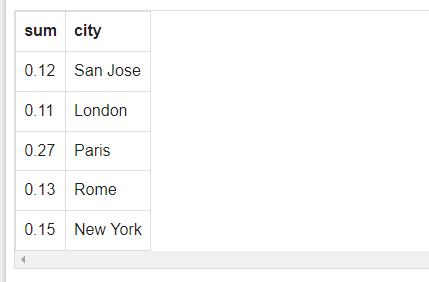 sum city
0.12 San Jose
0.11 London
0.27 Paris
0.13 Rome
0.15 New York